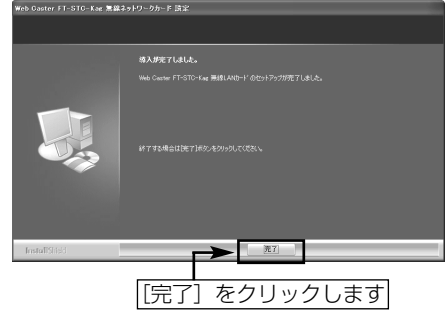 Web Caster FT-STC-Kag 無線ネットワークカード 設定
導入が完了しました。
Web Caster FT-STC-Kag 無線LANカードのセットアップが完了しました。
終了する場合は[完了]ボタンをクリックしてください。
InstallShield
完了
[完了] をクリックします